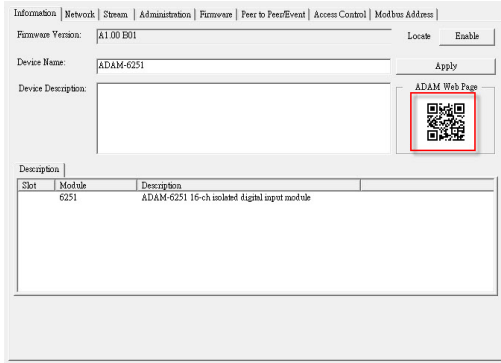 Information Network Stream Administration Firmware Peer to Peer/Event Access Control Modbus Address
Firmware Version: A1.00 B01 Locate Enable
Device Name: ADAM-6251 Apply
Device Description: ADAM Web Page
Description
Slot Module Description
6251 ADAM-6251 16-ch isolated digital input module